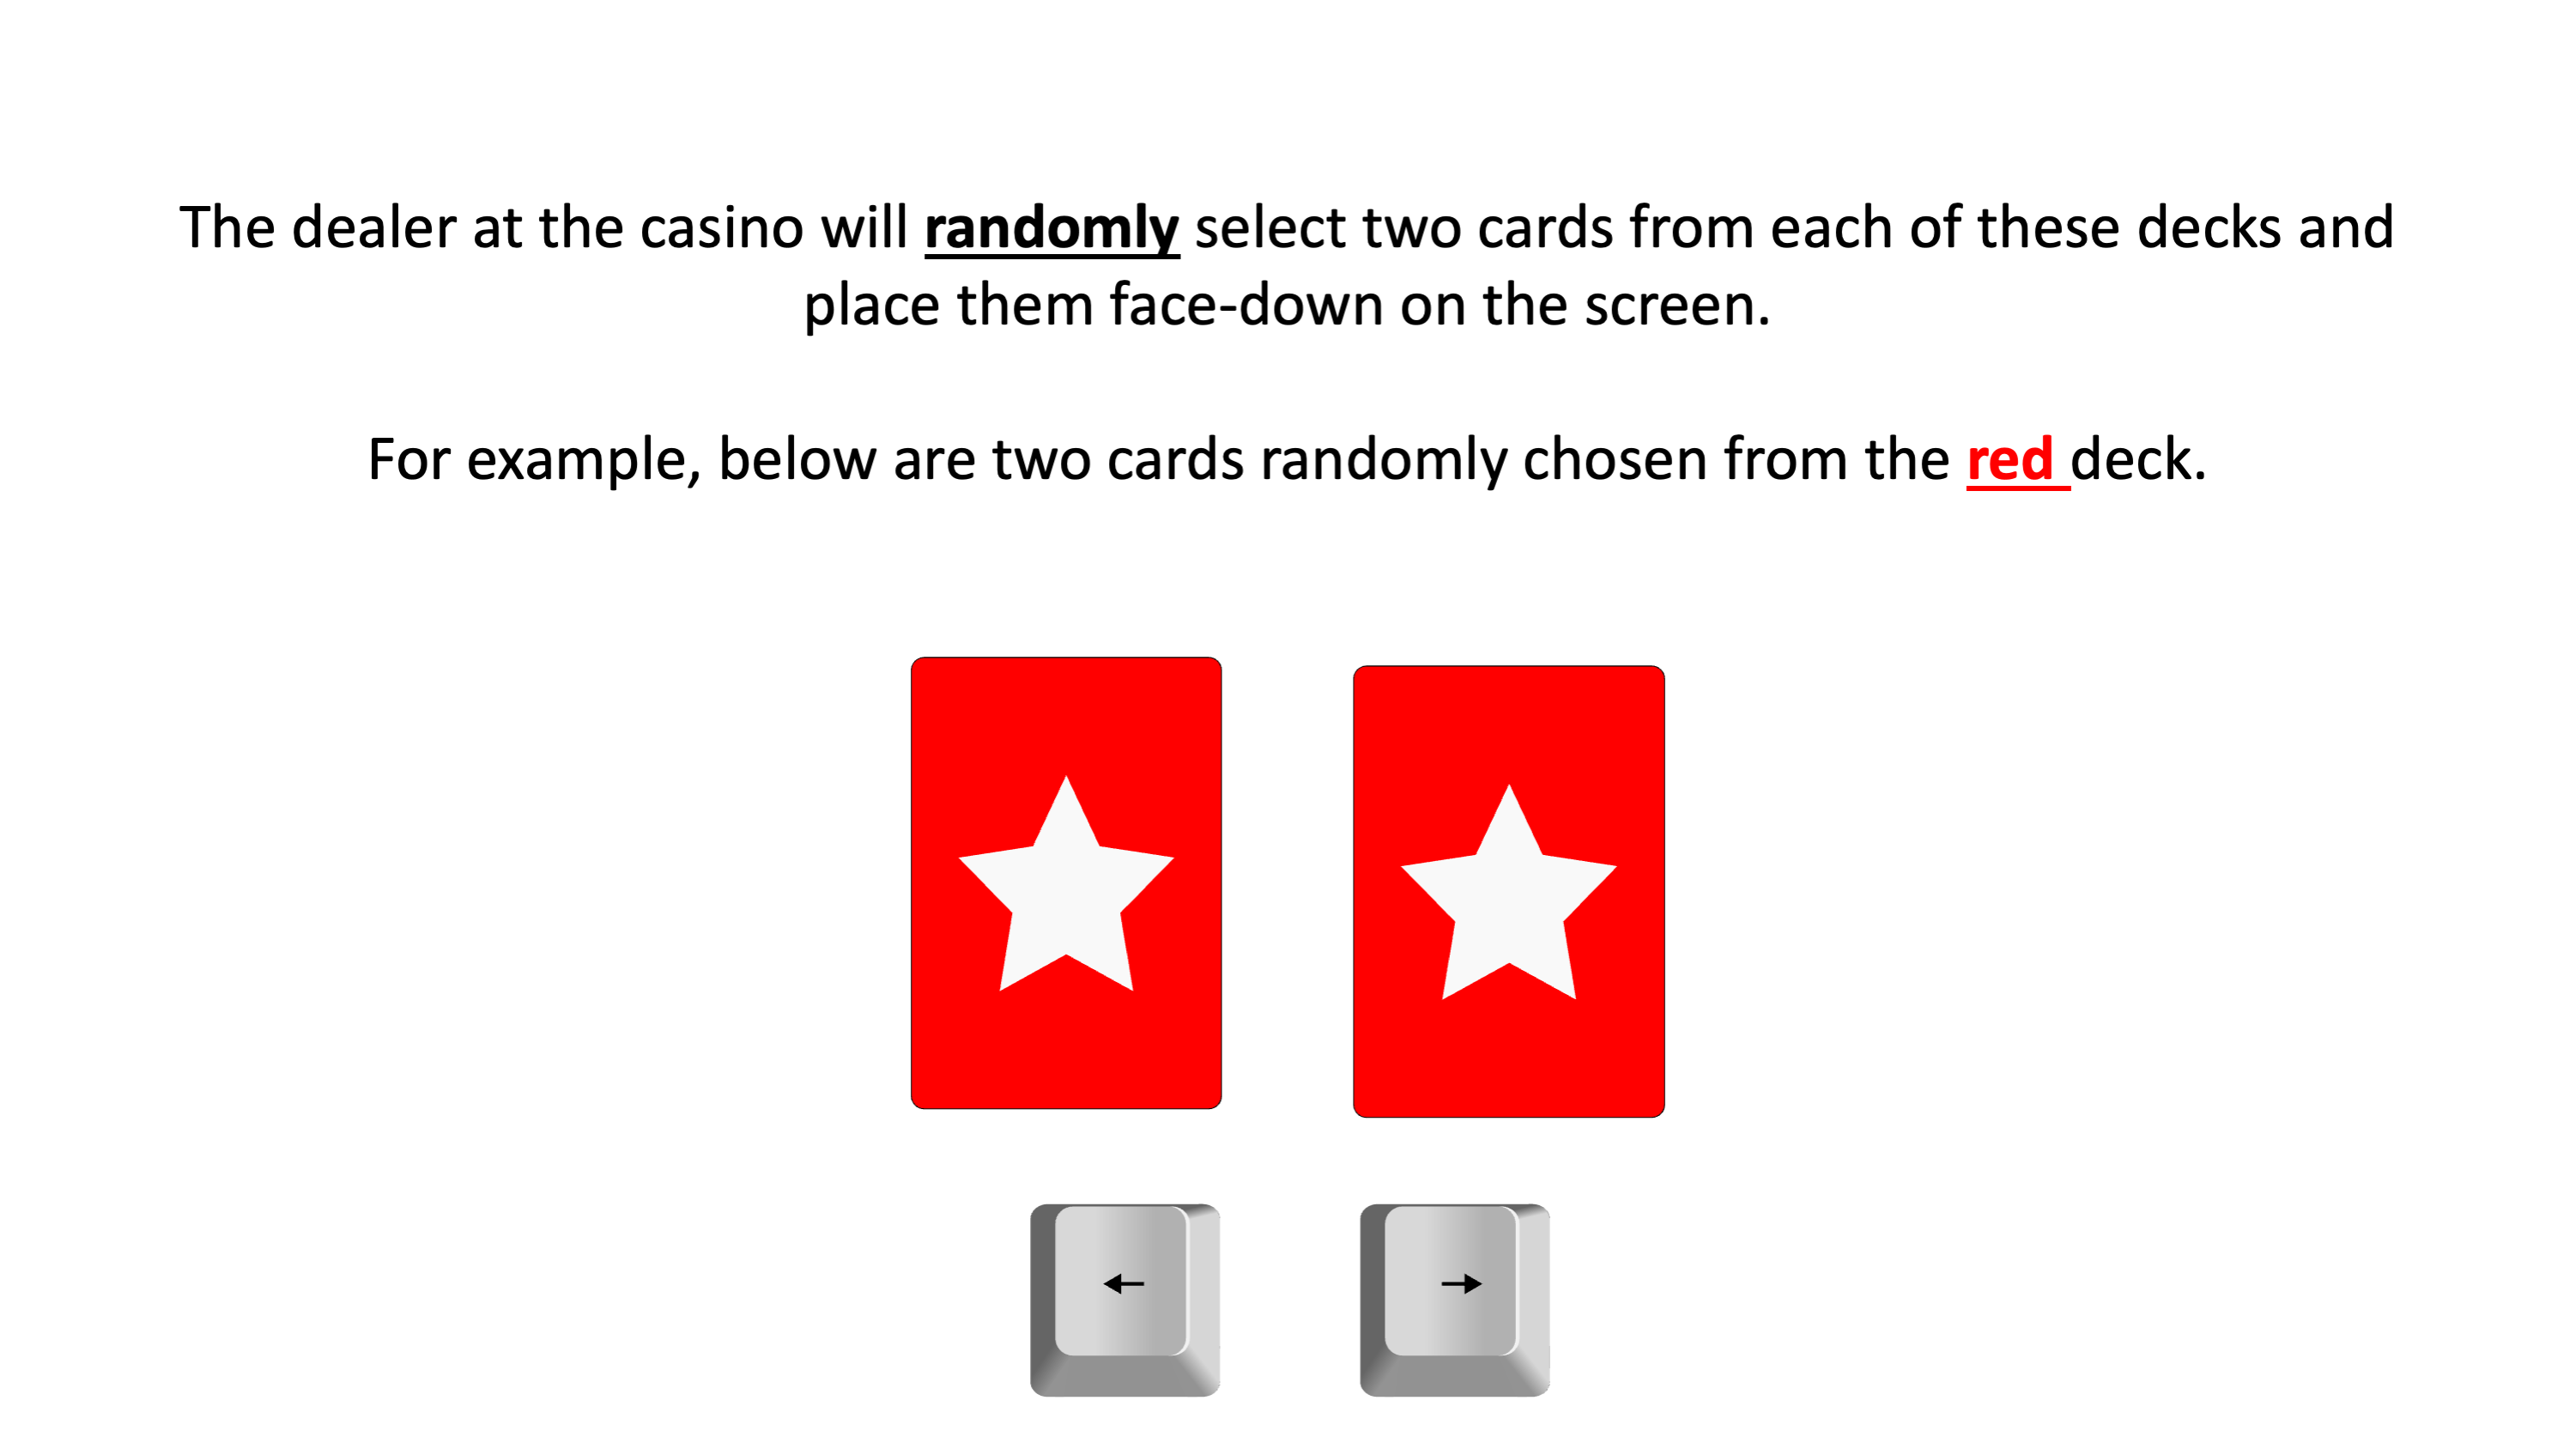 The dealer at the casino will randomly select two cards from each of these decks and
place them face-down on the screen.
For example, below are two cards randomly chosen from the red deck.
← →